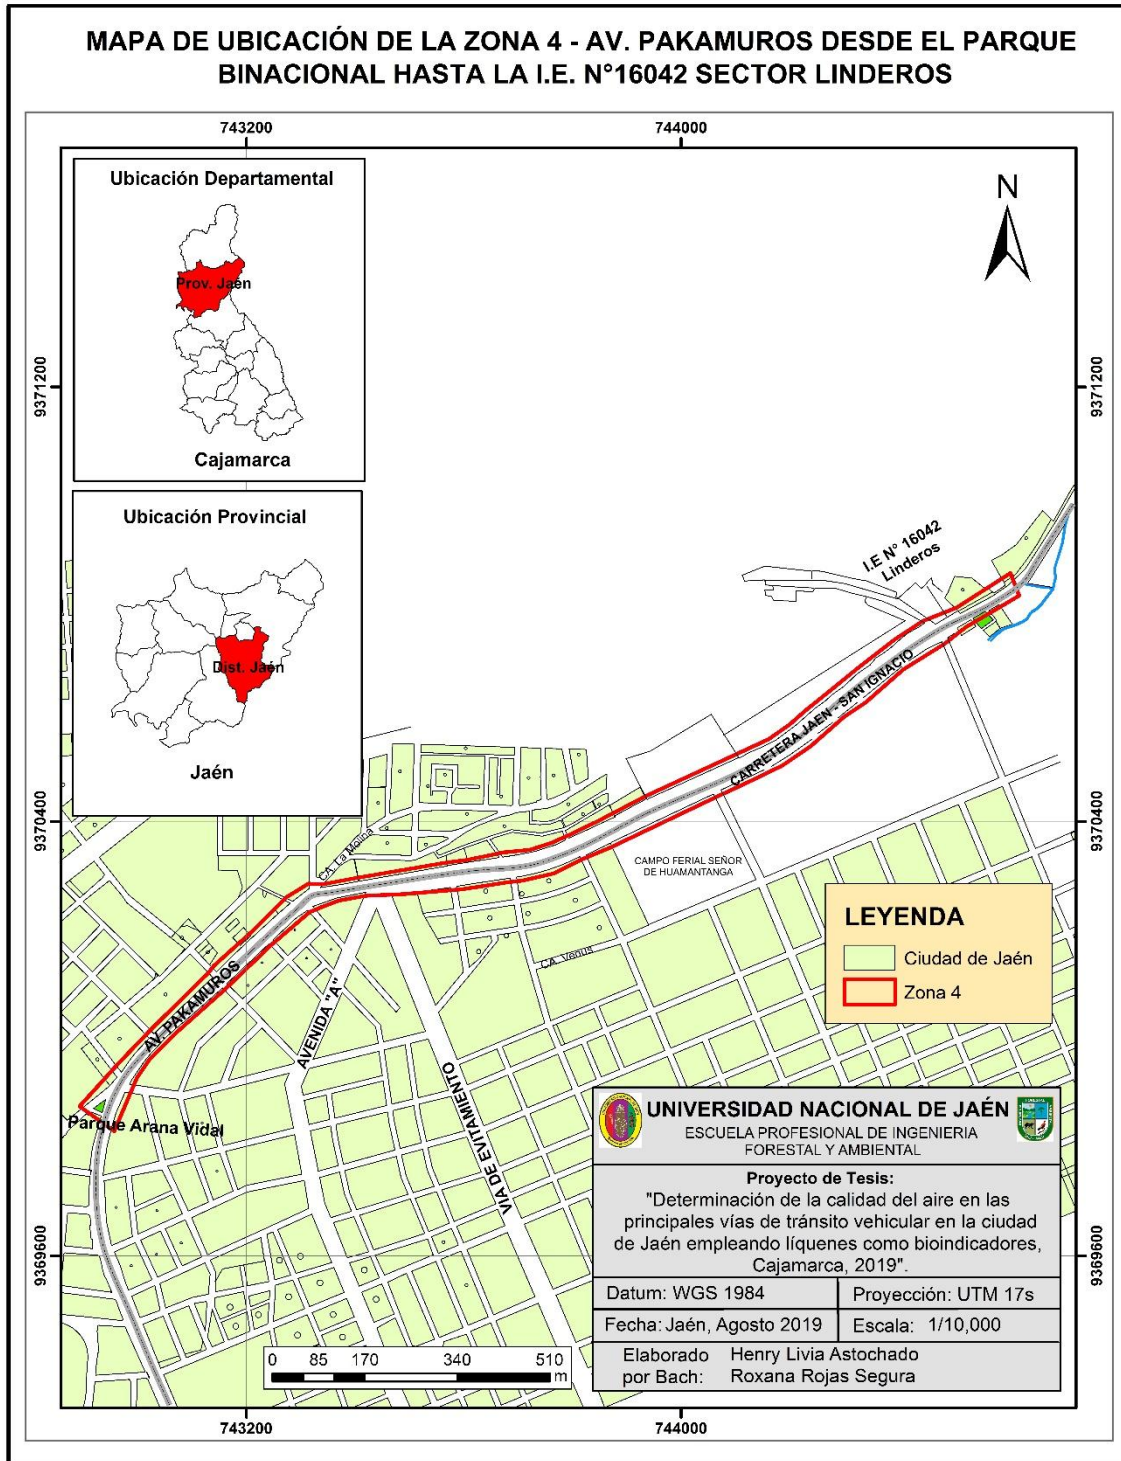 MAPA DE UBICACIÓN DE LA ZONA 4 - AV. PAKAMUROS DESDE EL PARQUE
BINACIONAL HASTA LA I.E. N°16042 SECTOR LINDEROS
743200
744000
Ubicación Departamental
Prov. Jaén
Cajamarca
N
9371200
9371200
Ubicación Provincial
Dist. Jaén
Jaén
I.E N° 16042
Linderos
CARRETERA JAEN - SAN IGNACIO
9370400
9370400
CA. La Molina
CAMPO FERIAL SEÑOR
DE HUAMANTANGA
CA. Venus
AV. PAKAMUROS
AVENIDA "A"
VIA DE EVITAMIENTO
Parque Arana Vidal
LEYENDA
Ciudad de Jaén
Zona 4
UNIVERSIDAD NACIONAL DE JAÉN
ESCUELA PROFESIONAL DE INGENIERIA
FORESTAL Y AMBIENTAL
Proyecto de Tesis:
"Determinación de la calidad del aire en las
principales vías de tránsito vehicular en la ciudad
de Jaén empleando líquenes como bioindicadores,
Cajamarca, 2019".
Datum: WGS 1984
Proyección: UTM 17s
Fecha: Jaén, Agosto 2019
Escala: 1/10,000
Elaborado Henry Livia Astochado
por Bach: Roxana Rojas Segura
9369600
9369600
0 85 170 340 510
m
743200
744000